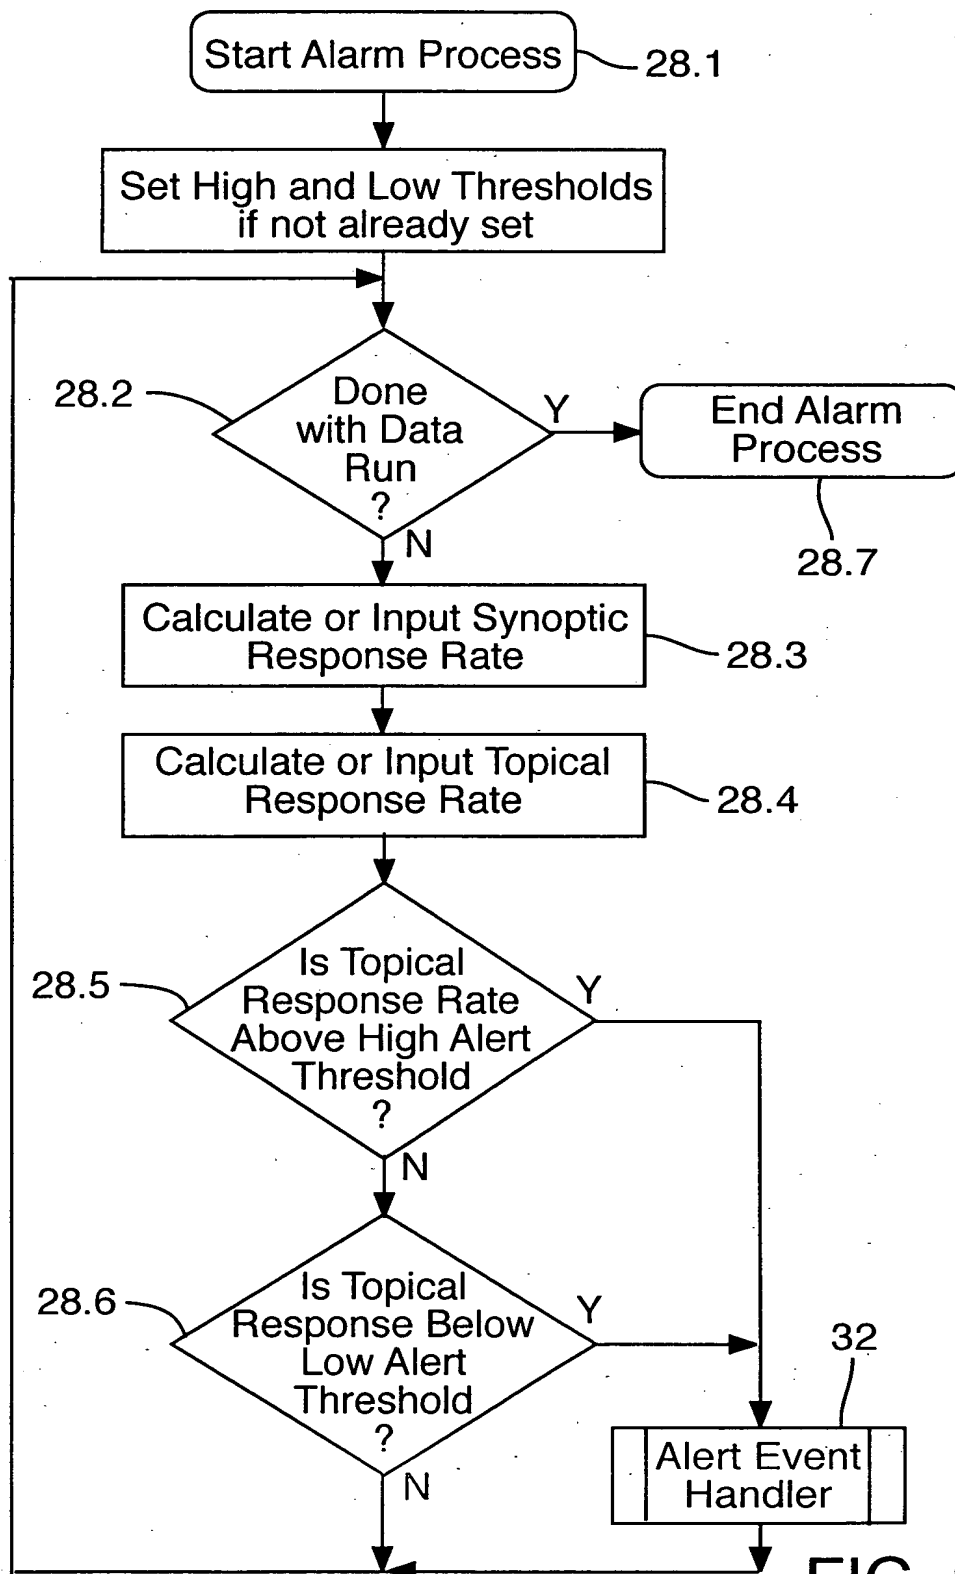 Start Alarm Process
28.1
Set High and Low Thresholds
if not already set
28.2
Done
with Data
Run
?
Y
N
End Alarm
Process
28.7
Calculate or Input Synoptic
Response Rate
28.3
Calculate or Input Topical
Response Rate
28.4
28.5
Is Topical
Response Rate
Above High Alert
Threshold
?
Y
N
28.6
Is Topical
Response Below
Low Alert
Threshold
?
Y
N
32
Alert Event
Handler
FIG